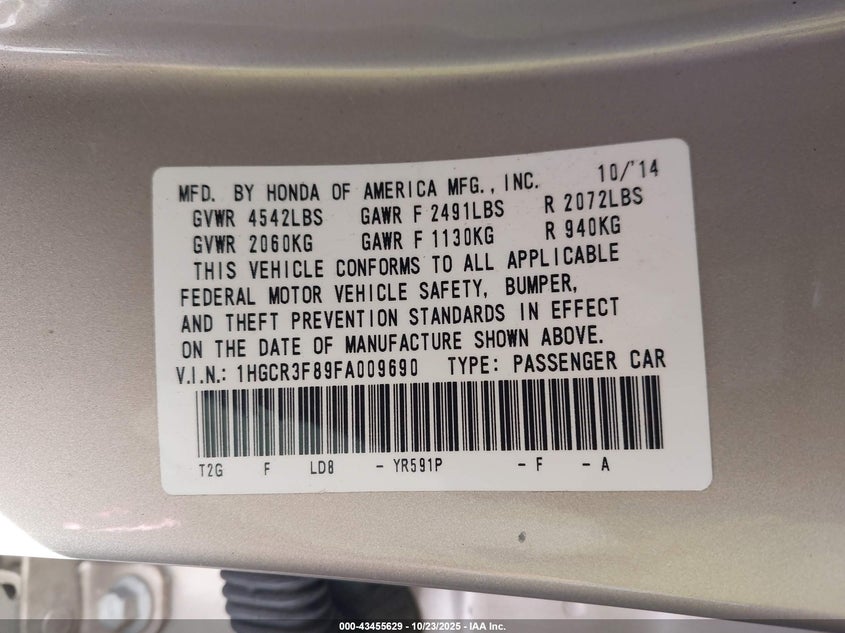 MFD. BY HONDA OF AMERICA MFG., INC. 10/'14
GVWR 4542LBS GAWR F 2491LBS R 2072LBS
GVWR 2060KG GAWR F 1130KG R 940KG
THIS VEHICLE CONFORMS TO ALL APPLICABLE
FEDERAL MOTOR VEHICLE SAFETY, BUMPER,
AND THEFT PREVENTION STANDARDS IN EFFECT
ON THE DATE OF MANUFACTURE SHOWN ABOVE.
V.I.N.: 1HGCR3F89FA009690 TYPE: PASSENGER CAR
T2G F LD8 - YR591P - F - A
000-43455629 - 10/23/2025 - IAA Inc.